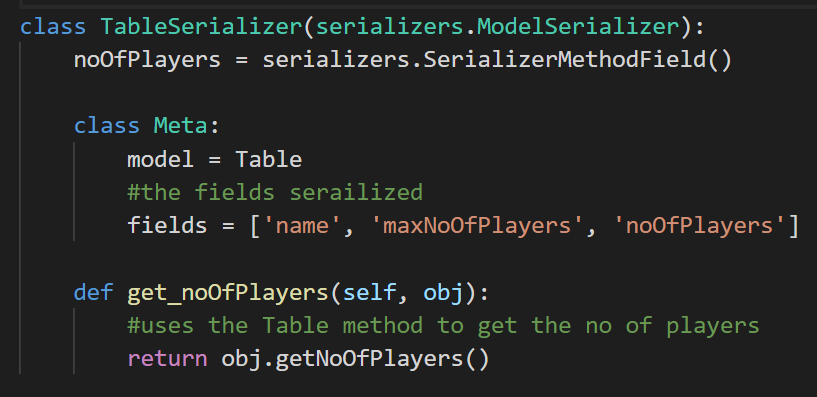 class TableSerializer(serializers.ModelSerializer):
    noOfPlayers = serializers.SerializerMethodField()
    class Meta:
        model = Table
        #the fields serailized
        fields = ['name', 'maxNoOfPlayers', 'noOfPlayers']
    def get_noOfPlayers(self, obj):
        #uses the Table method to get the no of players
        return obj.getNoOfPlayers()